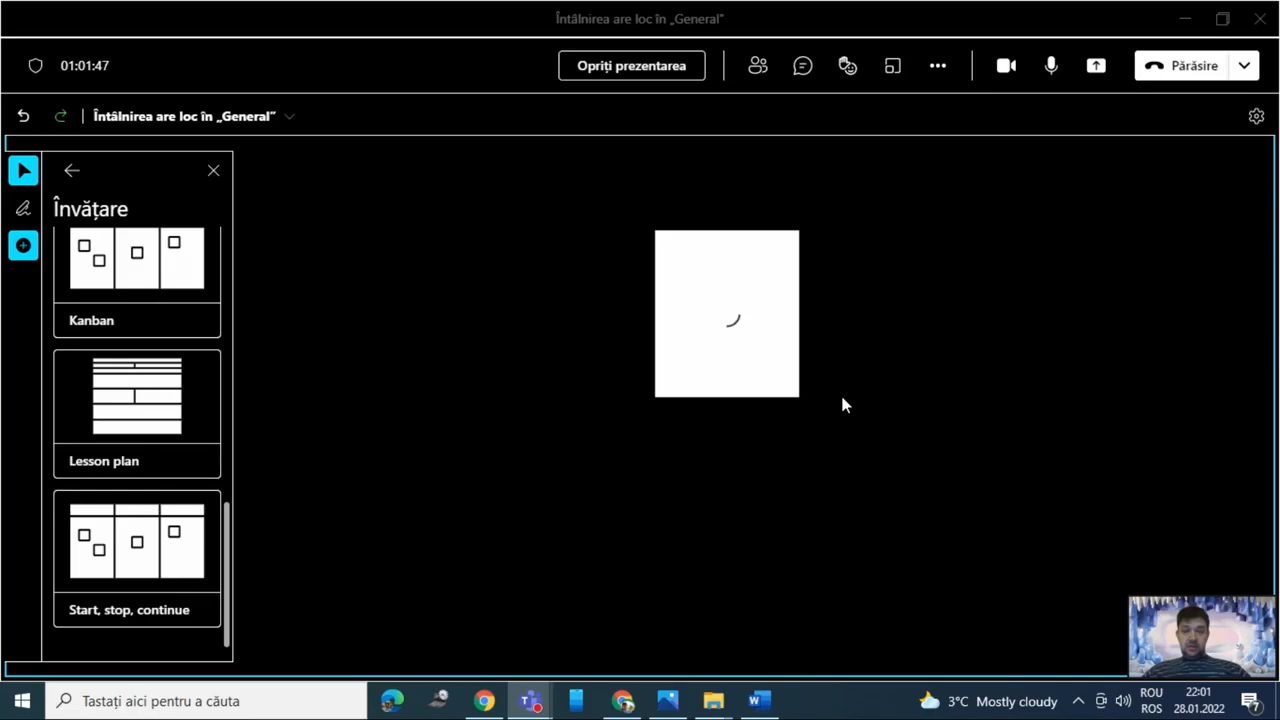 Întâlnirea are loc în „General”
01:01:47
Opriți prezentarea
Părăsire
Întâlnirea are loc în „General”
Învățare
Kanban
Lesson plan
Start, stop, continue
Tastați aici pentru a căuta
3°C Mostly cloudy
ROU
ROS
22:01
28.01.2022
7